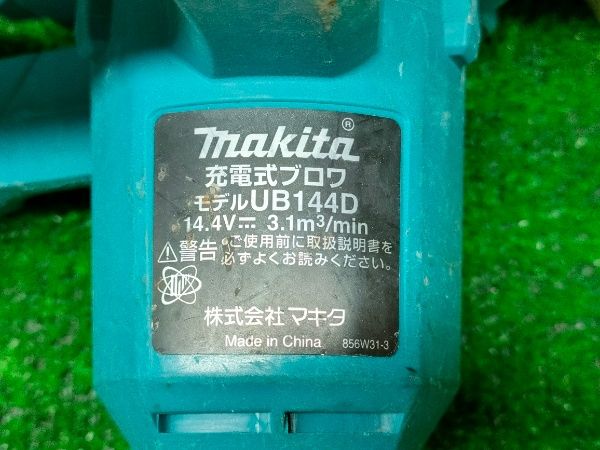 makita®
充電式ブロワ
モデルUB144D
14.4V⎓ 3.1m³/min
⚠警告 ご使用前に取扱説明書を
必ずよくお読みください。
株式会社マキタ
Made in China 856W31-3